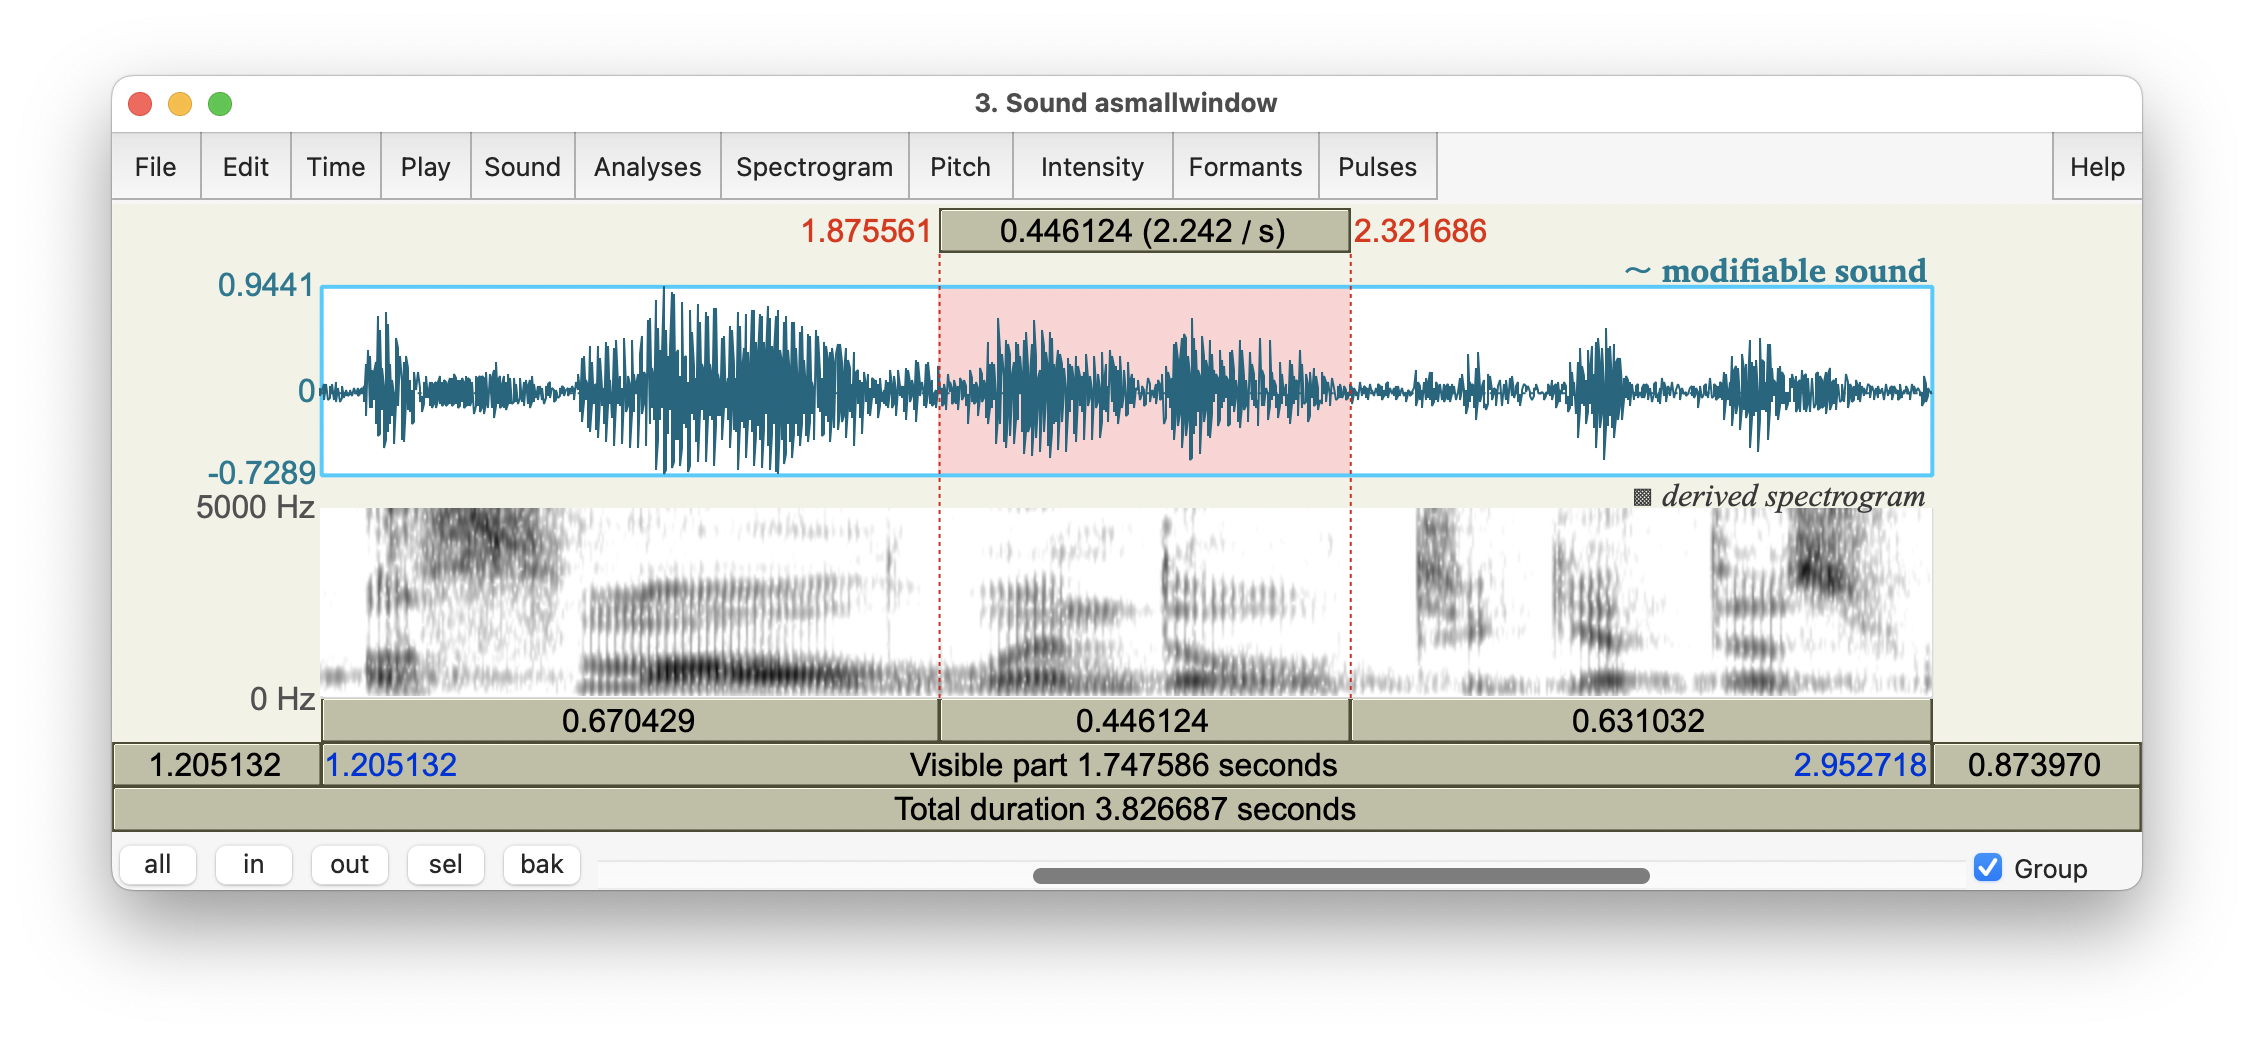 3. Sound asmallwindow
File Edit Time Play Sound Analyses Spectrogram Pitch Intensity Formants Pulses Help
1.875561 0.446124 (2.242 / s) 2.321686
~ modifiable sound
0.9441
0
-0.7289
derived spectrogram
5000 Hz
0 Hz
0.670429 0.446124 0.631032
1.205132 1.205132 Visible part 1.747586 seconds 2.952718 0.873970
Total duration 3.826687 seconds
all in out sel bak Group